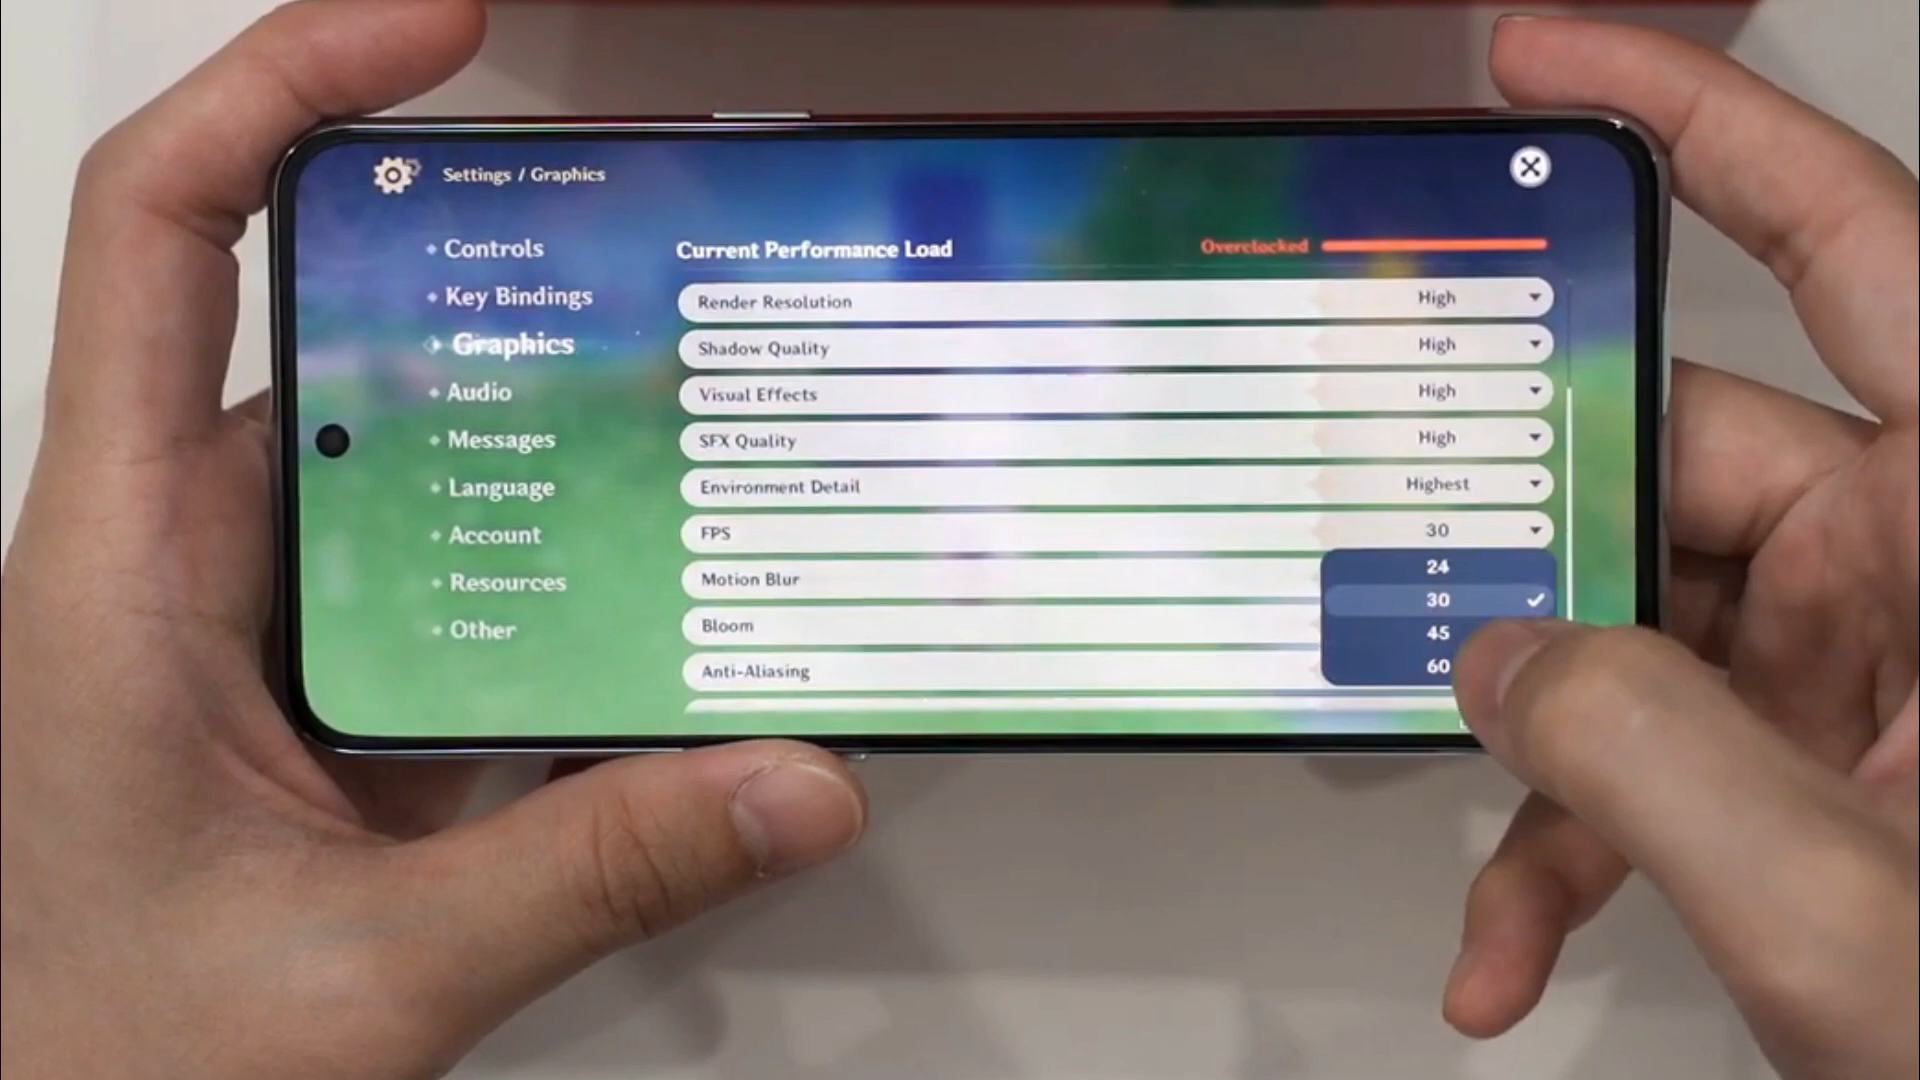 Settings / Graphics
Controls
Key Bindings
Graphics
Audio
Messages
Language
Account
Resources
Other
Current Performance Load
Overclocked
Render Resolution High
Shadow Quality High
Visual Effects High
SFX Quality High
Environment Detail Highest
FPS 30
Motion Blur
Bloom
Anti-Aliasing
24
30
45
60